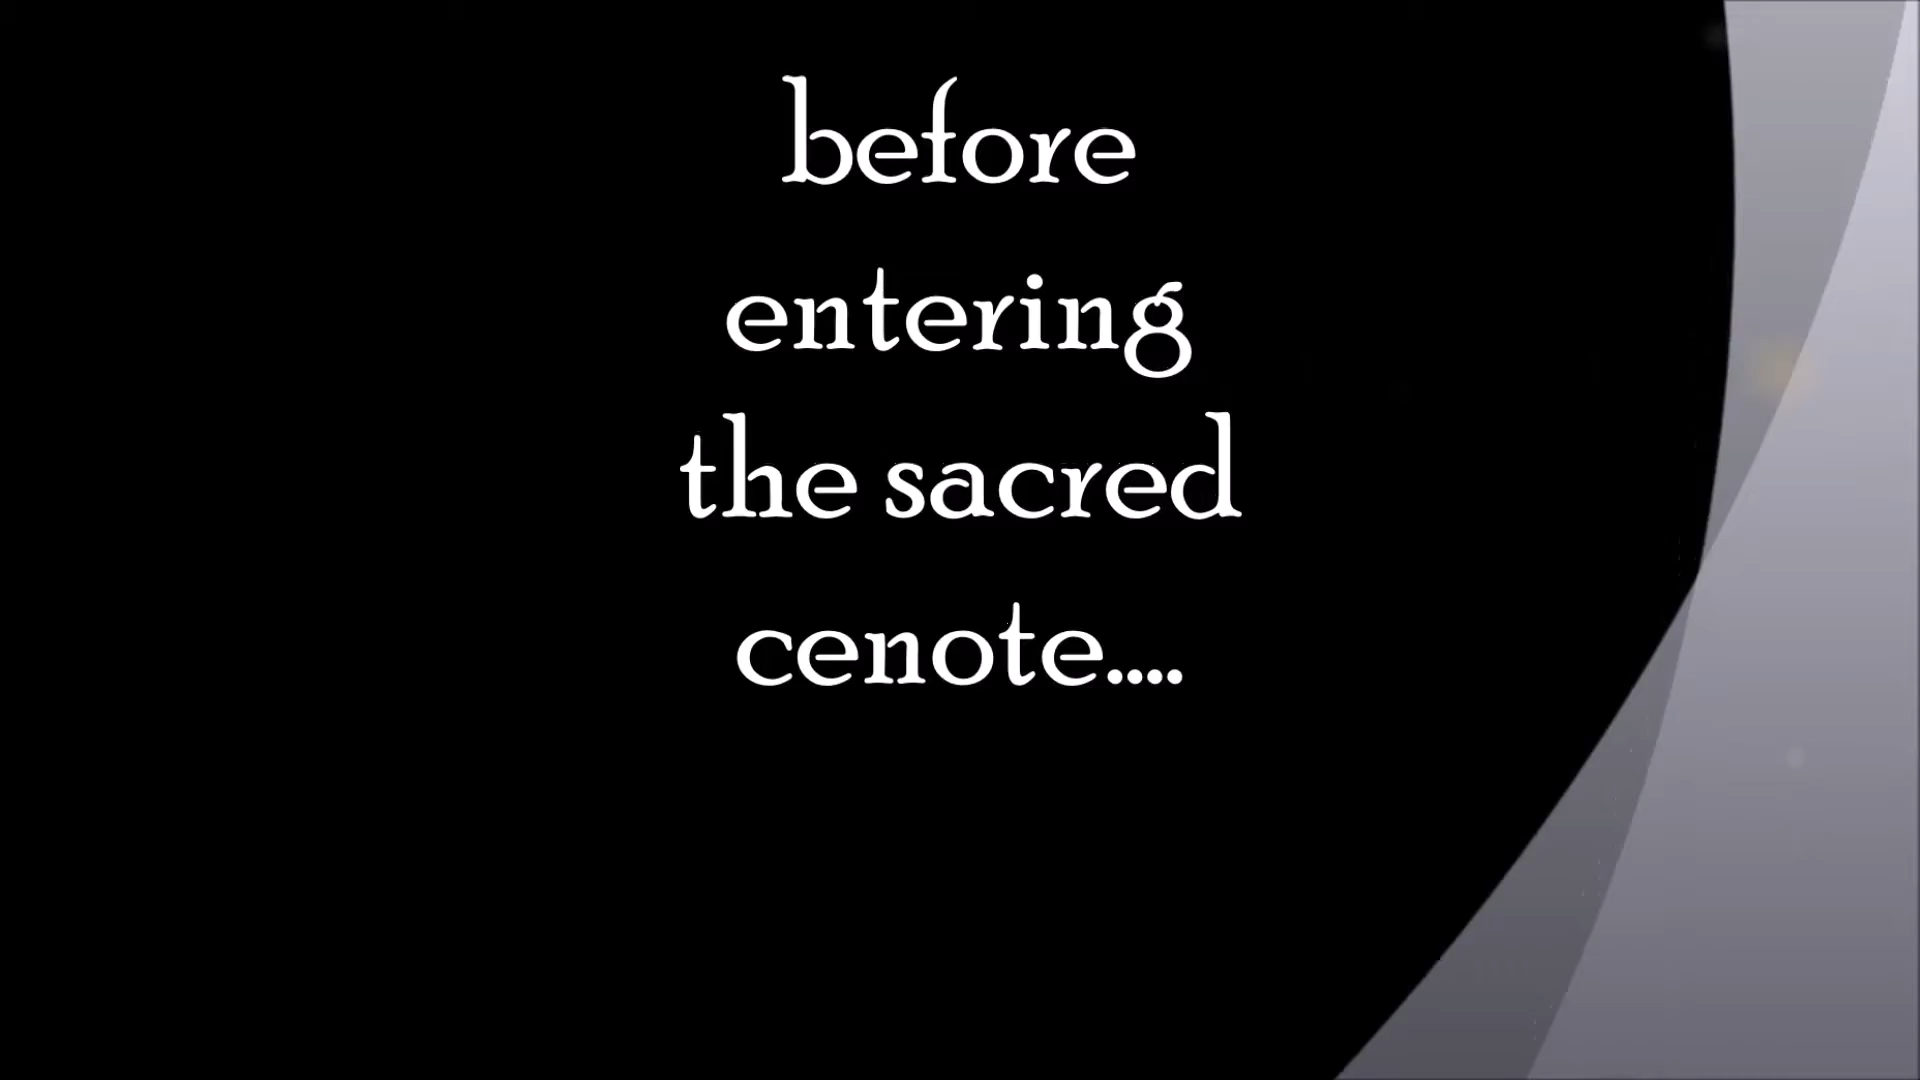 before
entering
the sacred
cenote....